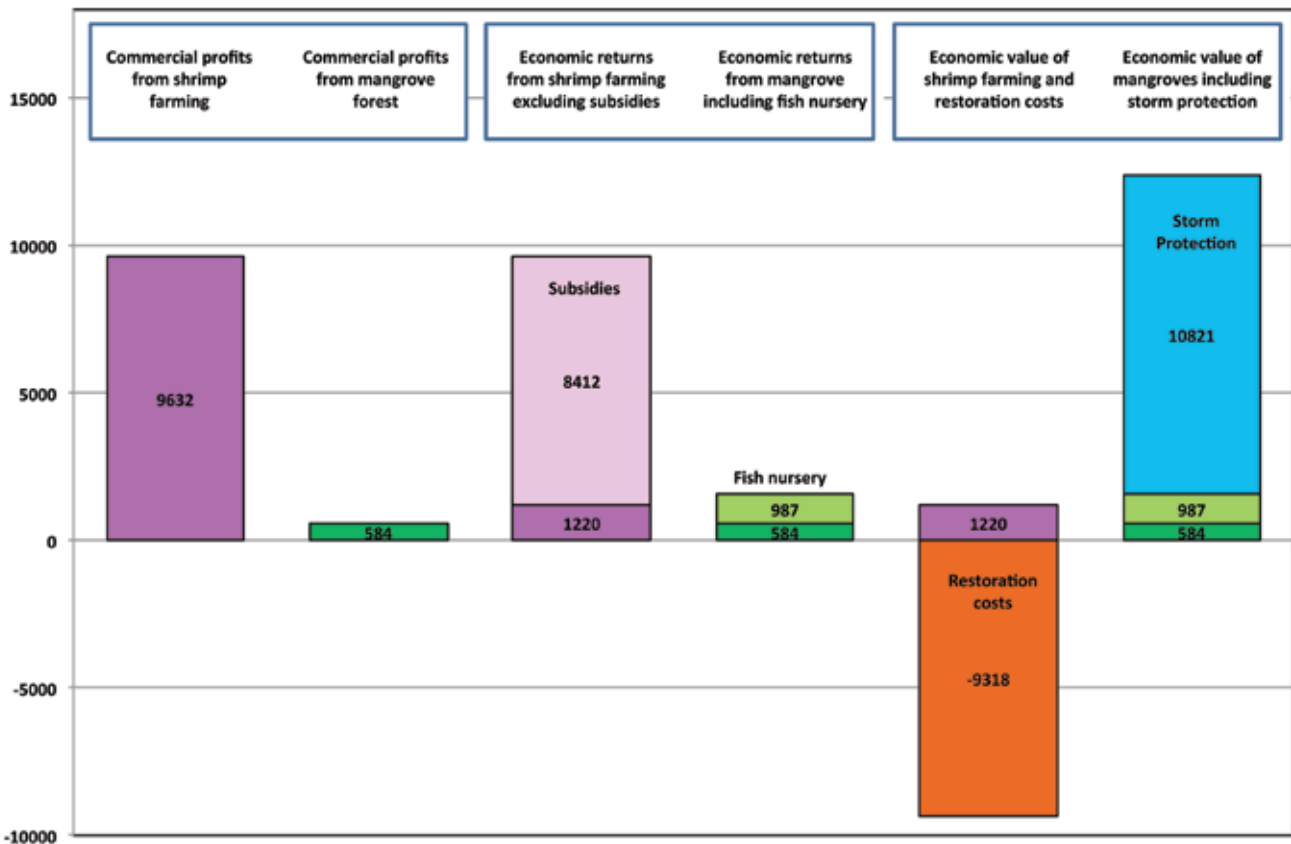 Commercial profits
from shrimp
farming
Commercial profits
from mangrove
forest
Economic returns
from shrimp farming
excluding subsidies
Economic returns
from mangrove
including fish nursery
Economic value of
shrimp farming and
restoration costs
Economic value of
mangroves including
storm protection
15000
10000
5000
0
-5000
-10000
9632
584
Subsidies
8412
1220
Fish nursery
987
584
1220
Restoration
costs
-9318
Storm
Protection
10821
987
584